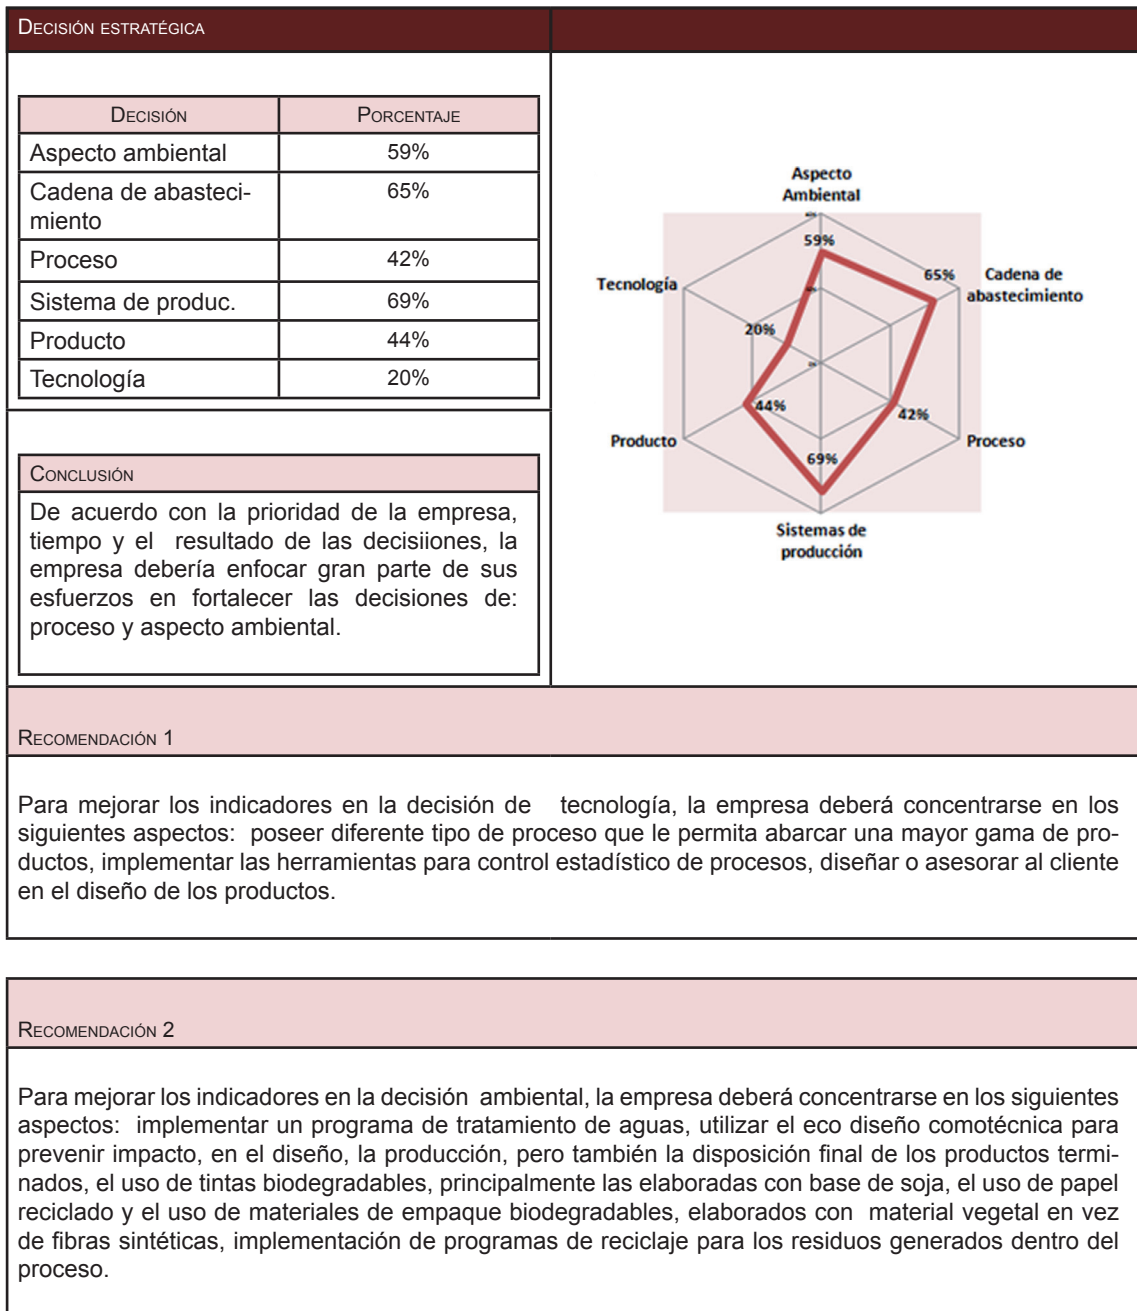 DECISIÓN ESTRATÉGICA
DECISIÓN PORCENTAJE
Aspecto ambiental 59%
Cadena de abasteci- 65%
miento
Proceso 42%
Sistema de produc. 69%
Producto 44%
Tecnología 20%
CONCLUSIÓN
De acuerdo con la prioridad de la empresa,
tiempo y el resultado de las decisiiones, la
empresa debería enfocar gran parte de sus
esfuerzos en fortalecer las decisiones de:
proceso y aspecto ambiental.
Aspecto
Ambiental
59%
65%
Cadena de
abastecimiento
Tecnología
20%
44%
42%
Producto
Proceso
69%
Sistemas de
producción
RECOMENDACIÓN 1
Para mejorar los indicadores en la decisión de tecnología, la empresa deberá concentrarse en los
siguientes aspectos: poseer diferente tipo de proceso que le permita abarcar una mayor gama de pro-
ductos, implementar las herramientas para control estadístico de procesos, diseñar o asesorar al cliente
en el diseño de los productos.
RECOMENDACIÓN 2
Para mejorar los indicadores en la decisión ambiental, la empresa deberá concentrarse en los siguientes
aspectos: implementar un programa de tratamiento de aguas, utilizar el eco diseño comotécnica para
prevenir impacto, en el diseño, la producción, pero también la disposición final de los productos termi-
nados, el uso de tintas biodegradables, principalmente las elaboradas con base de soja, el uso de papel
reciclado y el uso de materiales de empaque biodegradables, elaborados con material vegetal en vez
de fibras sintéticas, implementación de programas de reciclaje para los residuos generados dentro del
proceso.